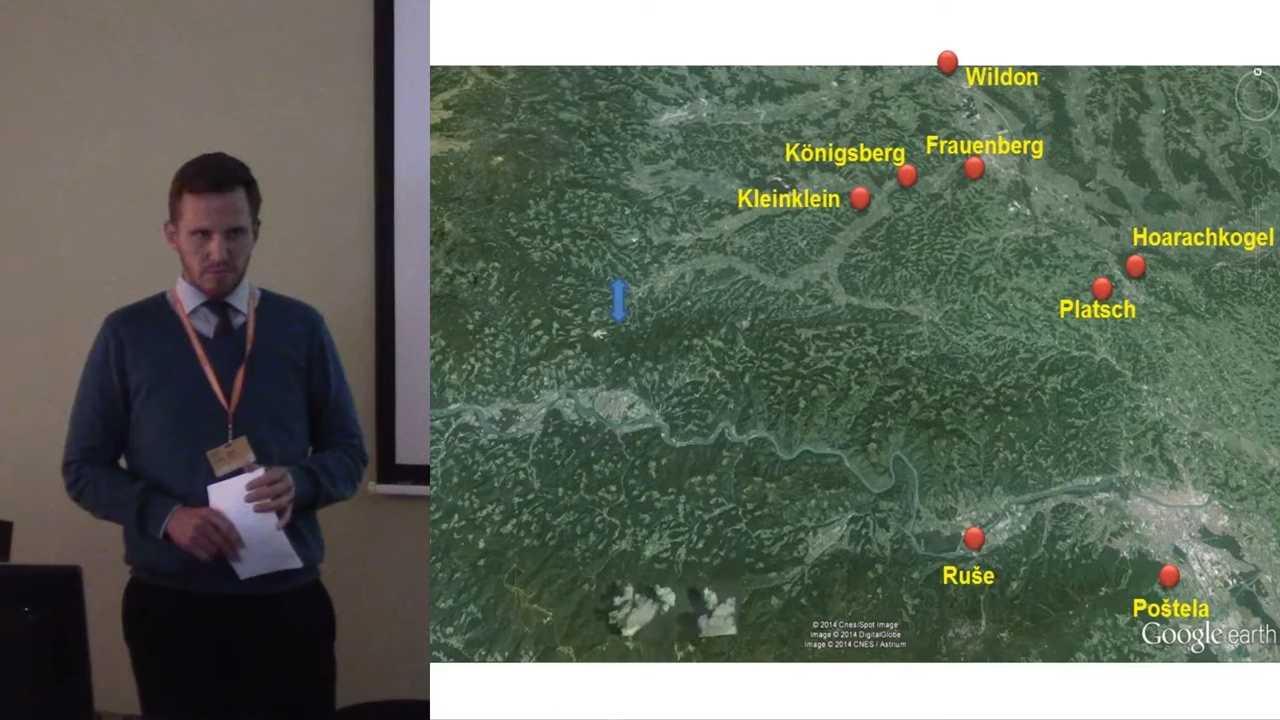 Wildon
Frauenberg
Königsberg
Kleinklein
Hoarachkogel
Platsch
Ruše
Poštela
© 2014 Cnes/Spot Image
Image © 2014 DigitalGlobe
Image © 2014 CNES / Astrium
Google earth